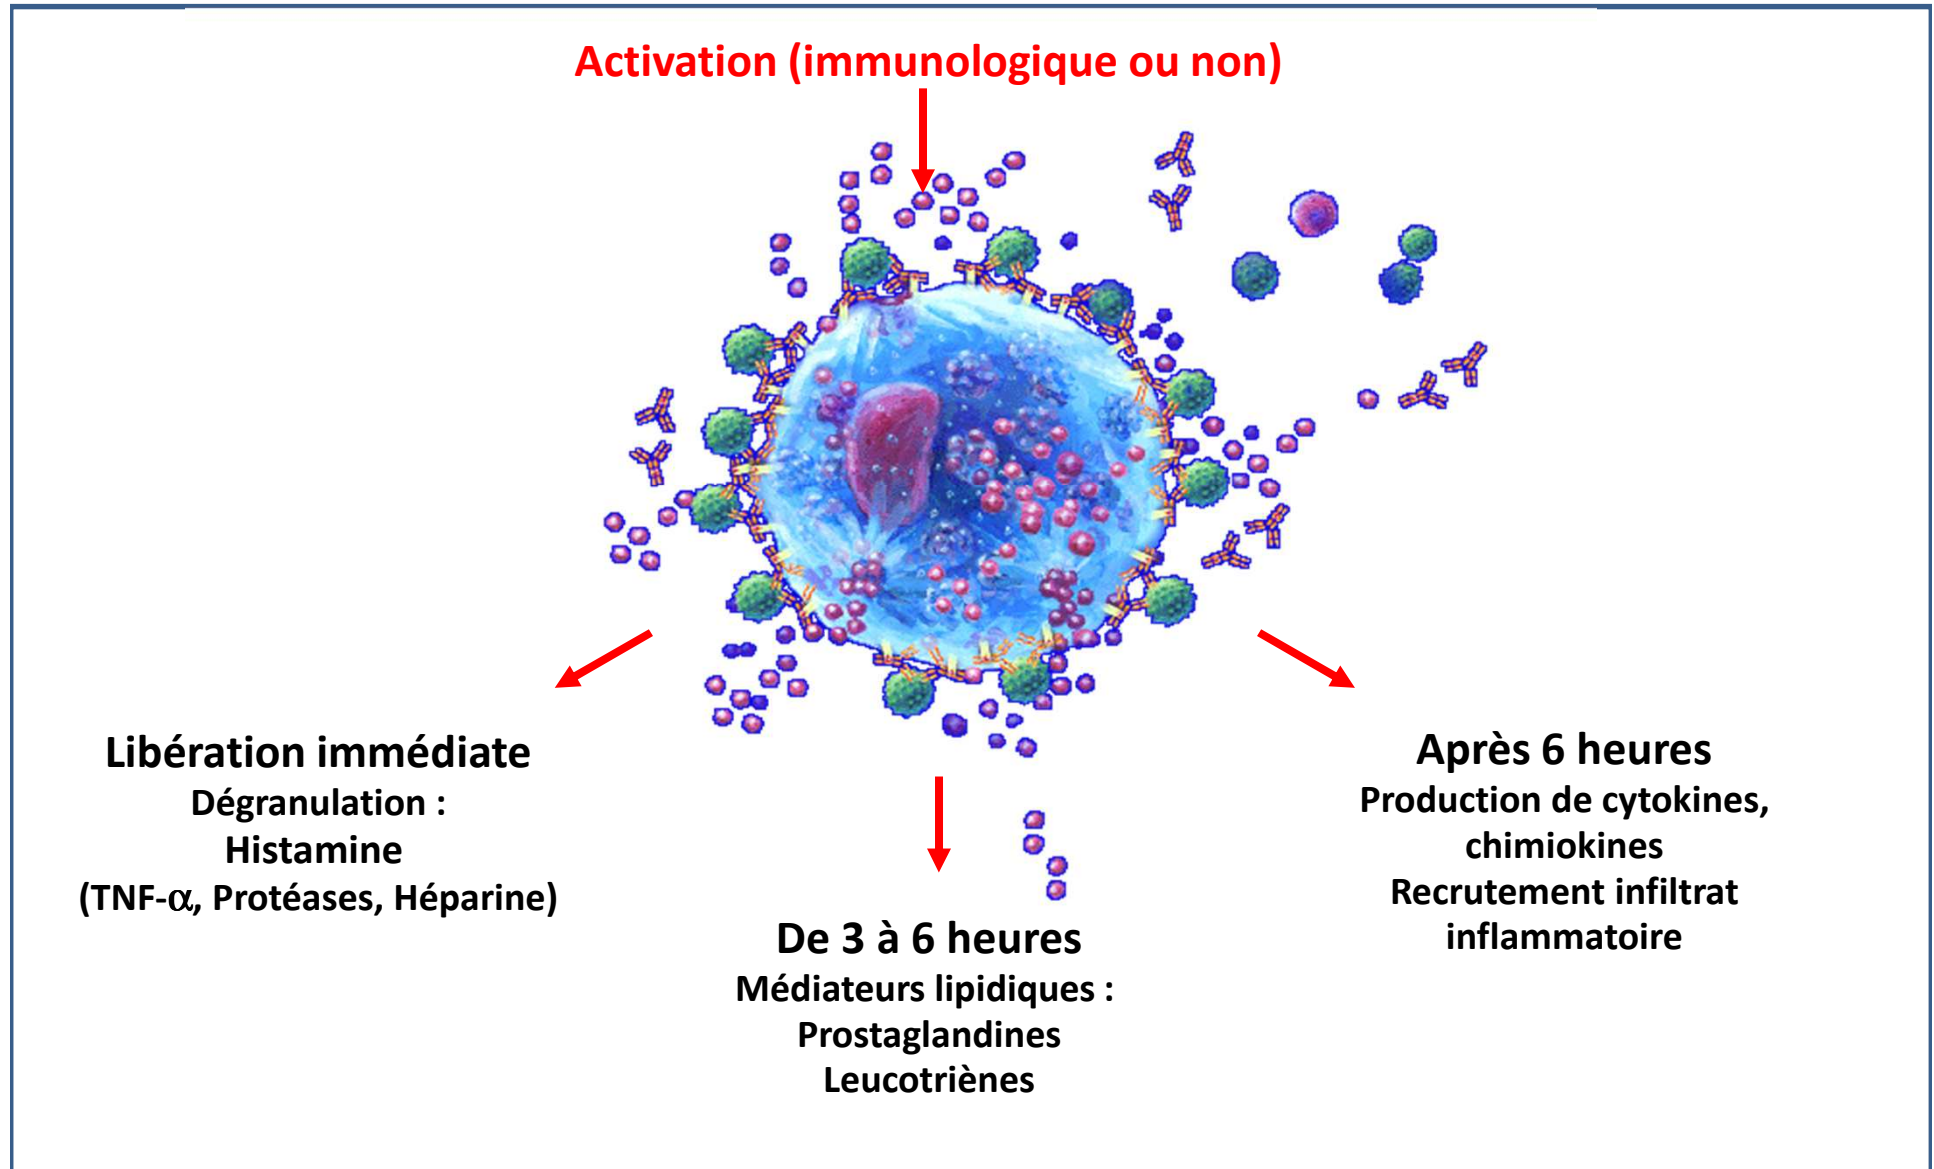 Activation (immunologique ou non)
Libération immédiate
Dégranulation :
Histamine
(TNF-α, Protéases, Héparine)
De 3 à 6 heures
Médiateurs lipidiques :
Prostaglandines
Leucotriènes
Après 6 heures
Production de cytokines,
chimiokines
Recrutement infiltrat
inflammatoire